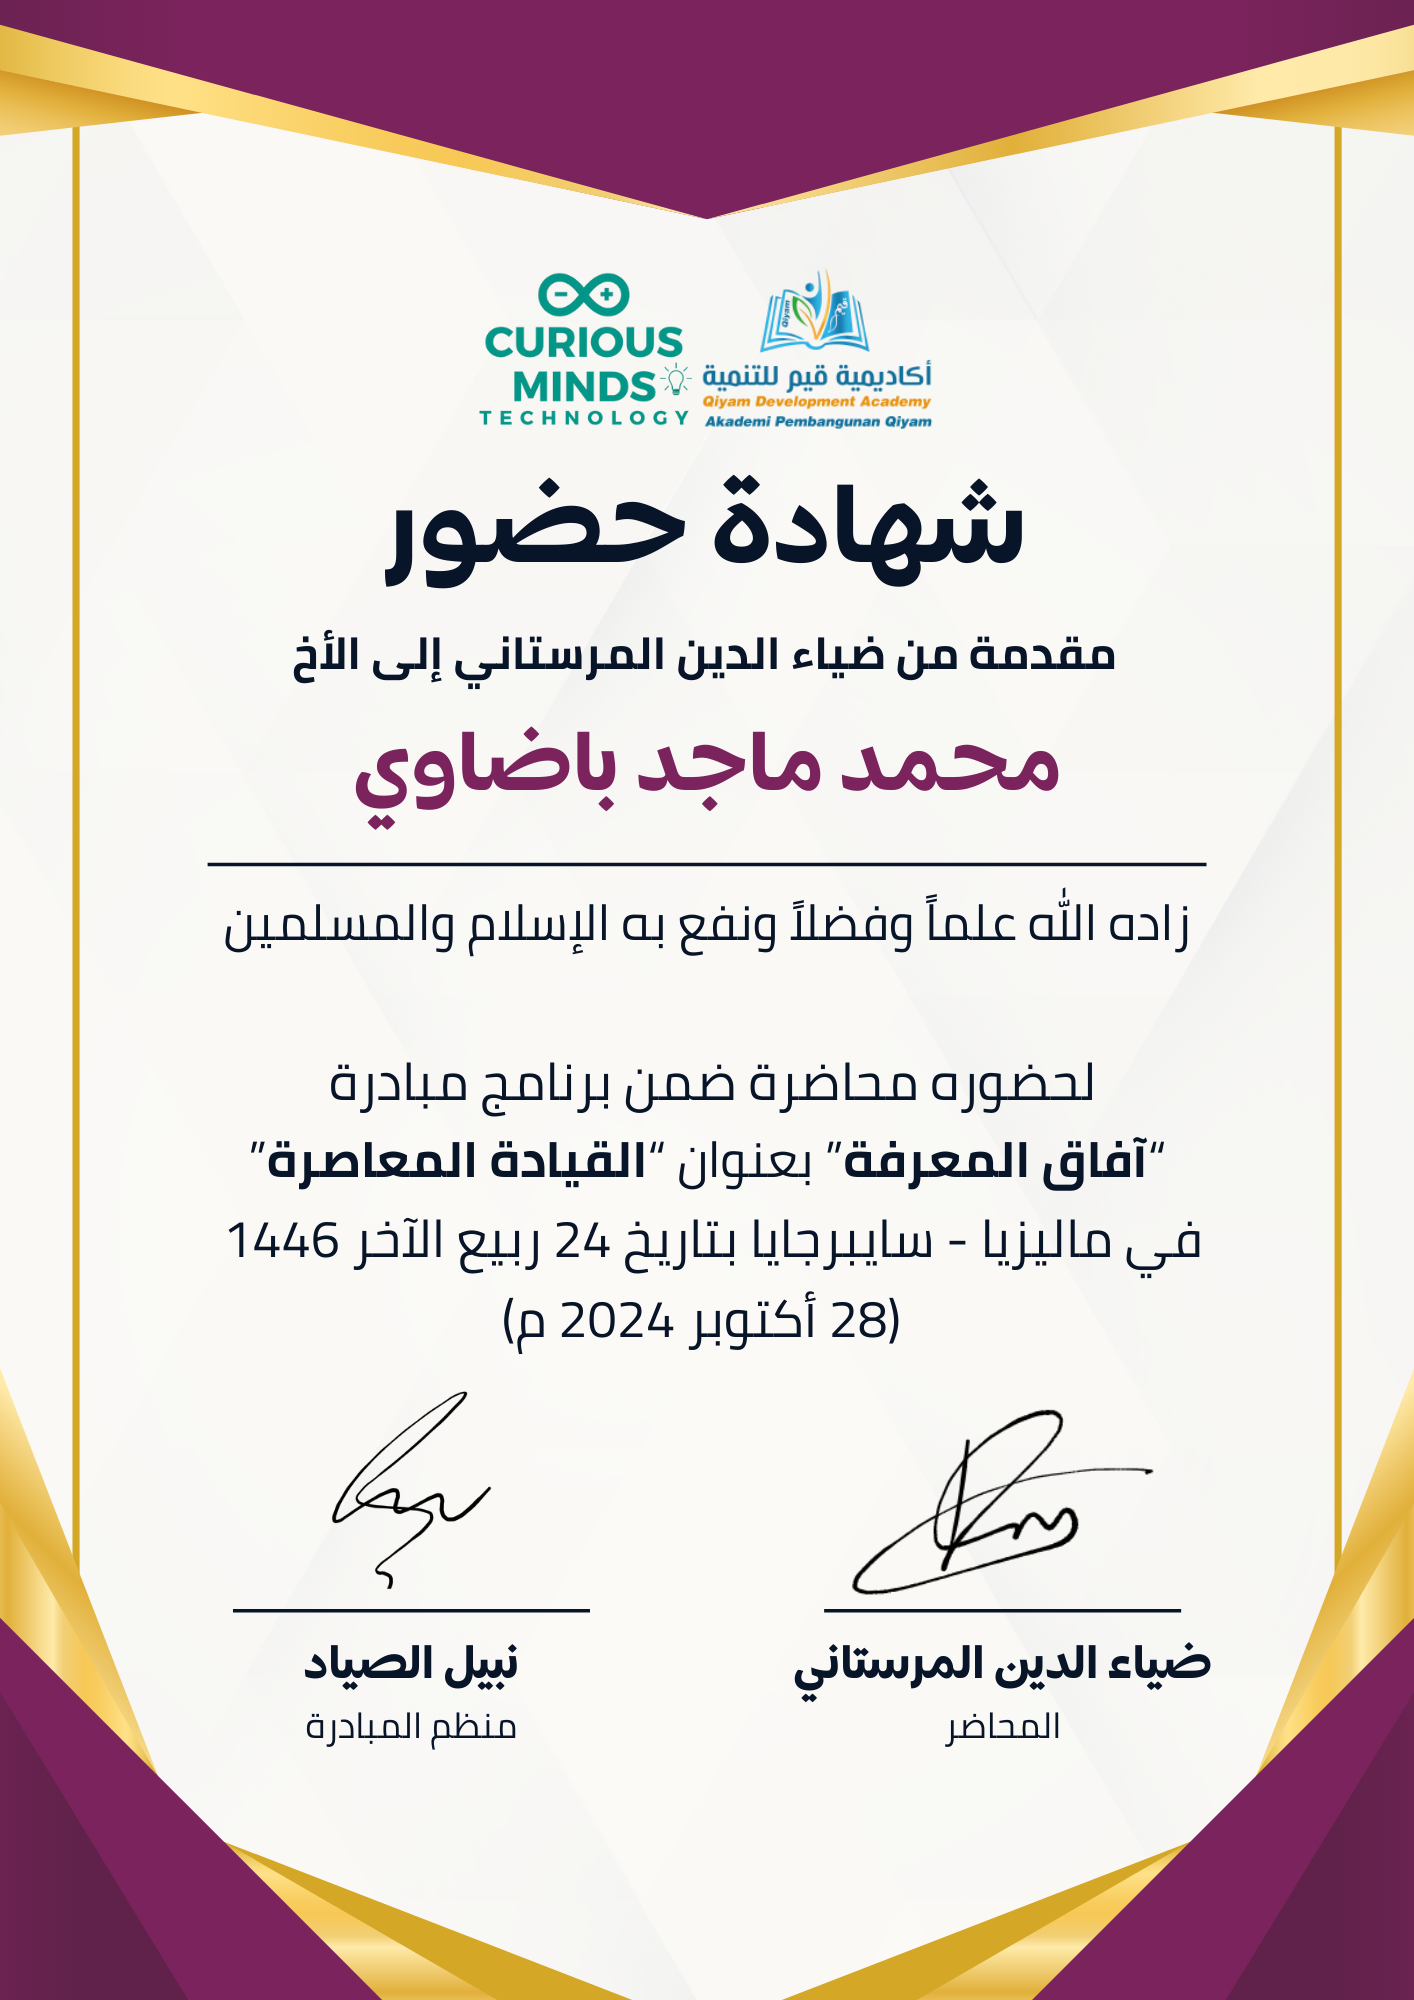 CURIOUS
MINDS
TECHNOLOGY
Qiyam
قيم
أكاديمية قيم للتنمية
Qiyam Development Academy
Akademi Pembangunan Qiyam
شهادة حضور
مقدمة من ضياء الدين المرستاني إلى الأخ
محمد ماجد باضاوي
زاده الله علماً وفضلاً ونفع به الإسلام والمسلمين
لحضوره محاضرة ضمن برنامج مبادرة
“آفاق المعرفة” بعنوان “القيادة المعاصرة”
في ماليزيا - سايبرجايا بتاريخ 24 ربيع الآخر 1446
(28 أكتوبر 2024 م)
ضياء الدين المرستاني
المحاضر
نبيل الصياد
منظم المبادرة